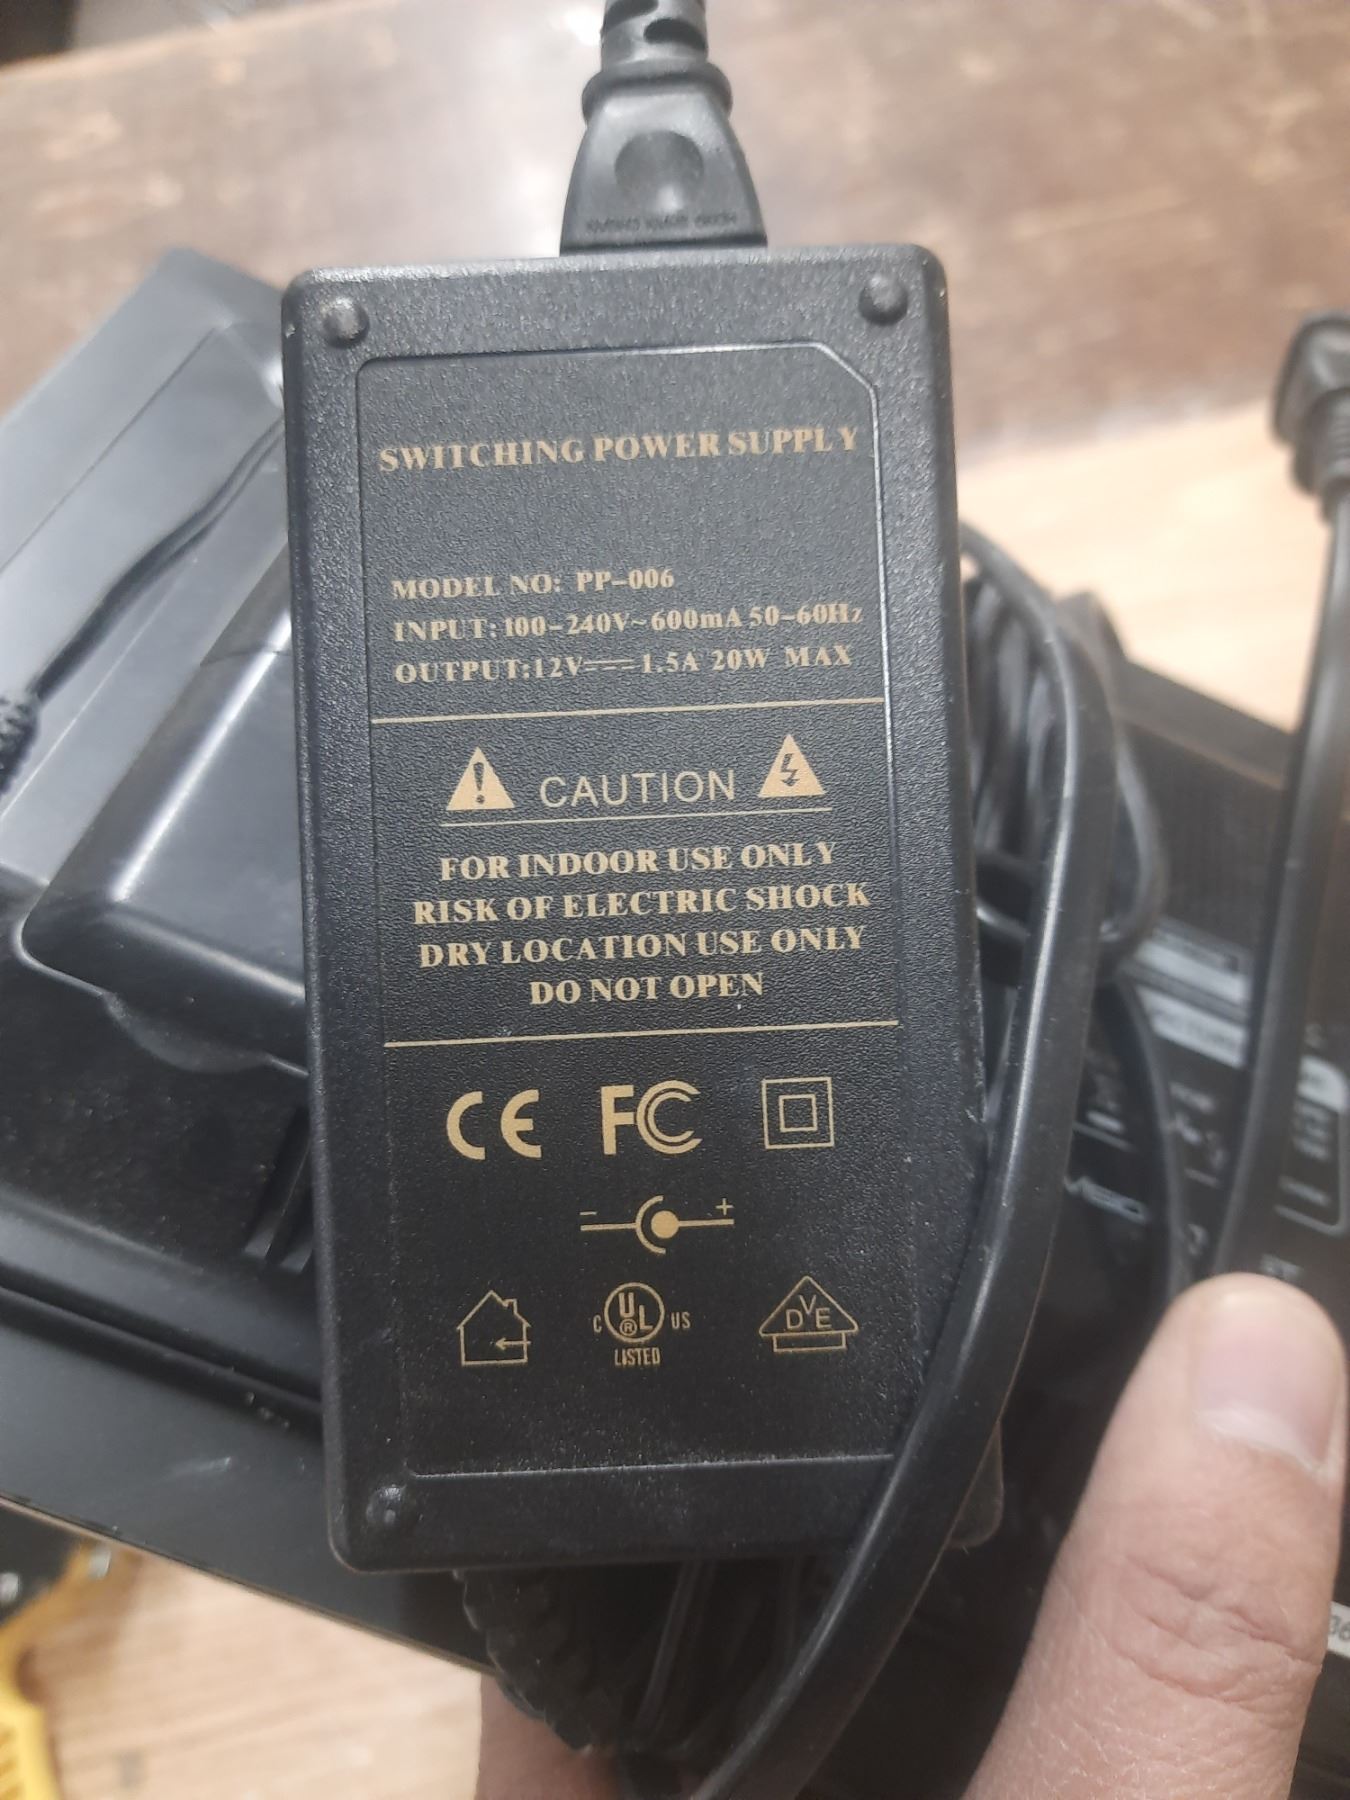 SWITCHING POWER SUPPLY
MODEL NO: PP-006
INPUT: 100-240V~600mA 50-60Hz
OUTPUT:12V⎓1.5A 20W MAX
CAUTION
FOR INDOOR USE ONLY
RISK OF ELECTRIC SHOCK
DRY LOCATION USE ONLY
DO NOT OPEN
CE FC
- +
C UL ® US
LISTED
DVE